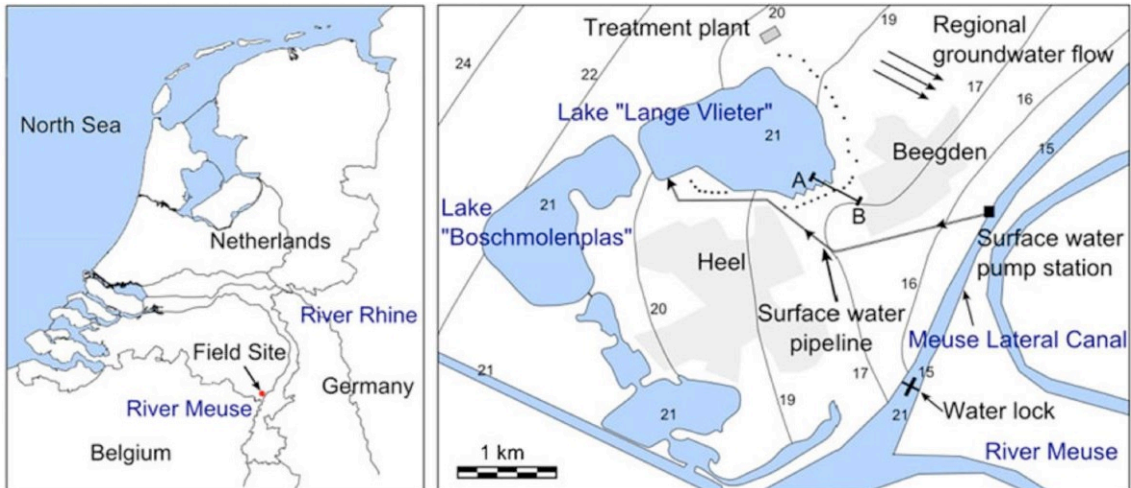 North Sea
Netherlands
River Rhine
Field Site
River Meuse
Germany
Belgium
Treatment plant
20
19
Regional
groundwater flow
24
22
17
16
Lake "Lange Vlieter"
21
15
Beegden
A
B
21
Lake
"Boschmolenplas"
Heel
Surface water
pump station
16
20
Surface water
pipeline
Meuse Lateral Canal
21
17
15
19
21
21
Water lock
River Meuse
1 km